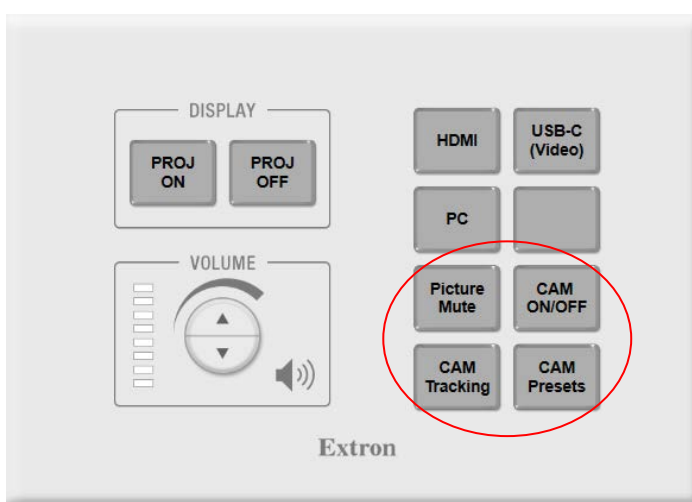 DISPLAY
PROJ
ON
PROJ
OFF
VOLUME
HDMI
USB-C
(Video)
PC
Picture
Mute
CAM
ON/OFF
CAM
Tracking
CAM
Presets
Extron